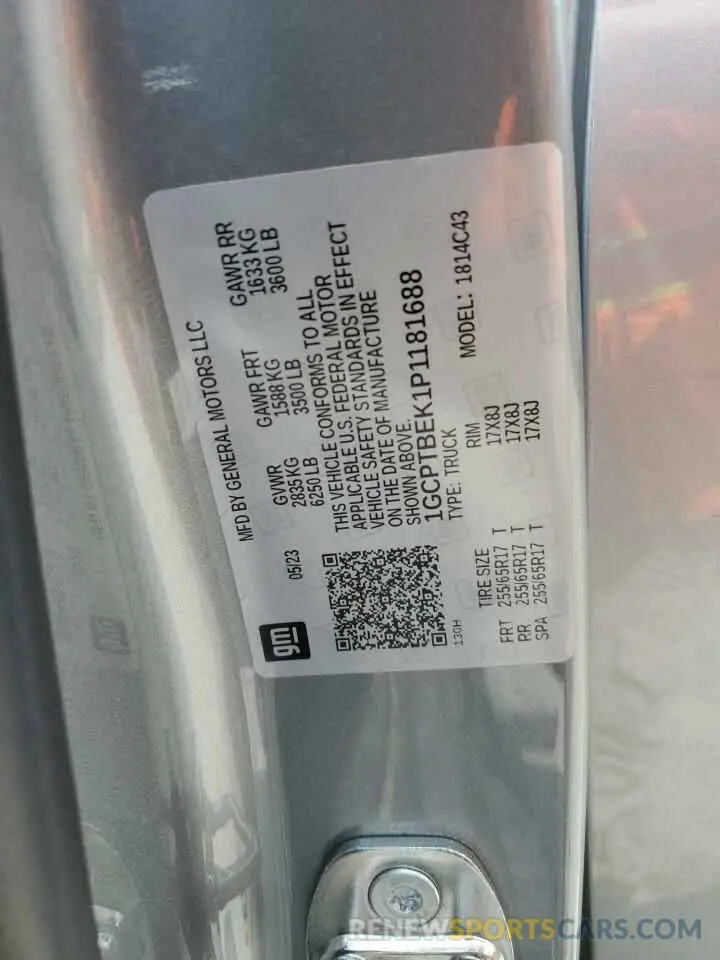 MFD BY GENERAL MOTORS LLC
gm
05/23
GVWR GAWR FRT GAWR RR
2835 KG 1588 KG 1633 KG
6250 LB 3500 LB 3600 LB
THIS VEHICLE CONFORMS TO ALL
APPLICABLE U.S. FEDERAL MOTOR
VEHICLE SAFETY STANDARDS IN EFFECT
ON THE DATE OF MANUFACTURE
SHOWN ABOVE.
1GCPTBEK1P1181688
TYPE: TRUCK MODEL: 1814C43
130H
TIRE SIZE RIM
FRT 255/65R17 T 17X8J
RR 255/65R17 T 17X8J
SPA 255/65R17 T 17X8J
RENEWSPORTSCARS.COM